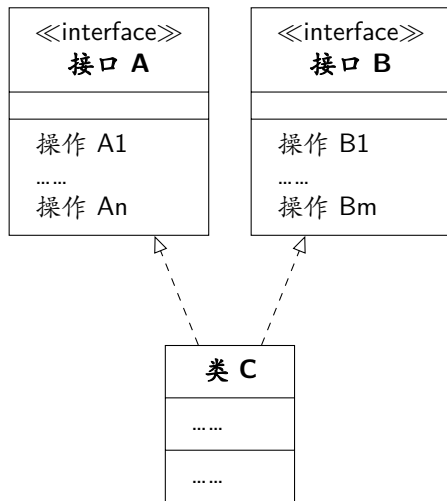 ≪interface≫
接口 A
操作 A1
……
操作 An
≪interface≫
接口 B
操作 B1
……
操作 Bm
类 C
……
……